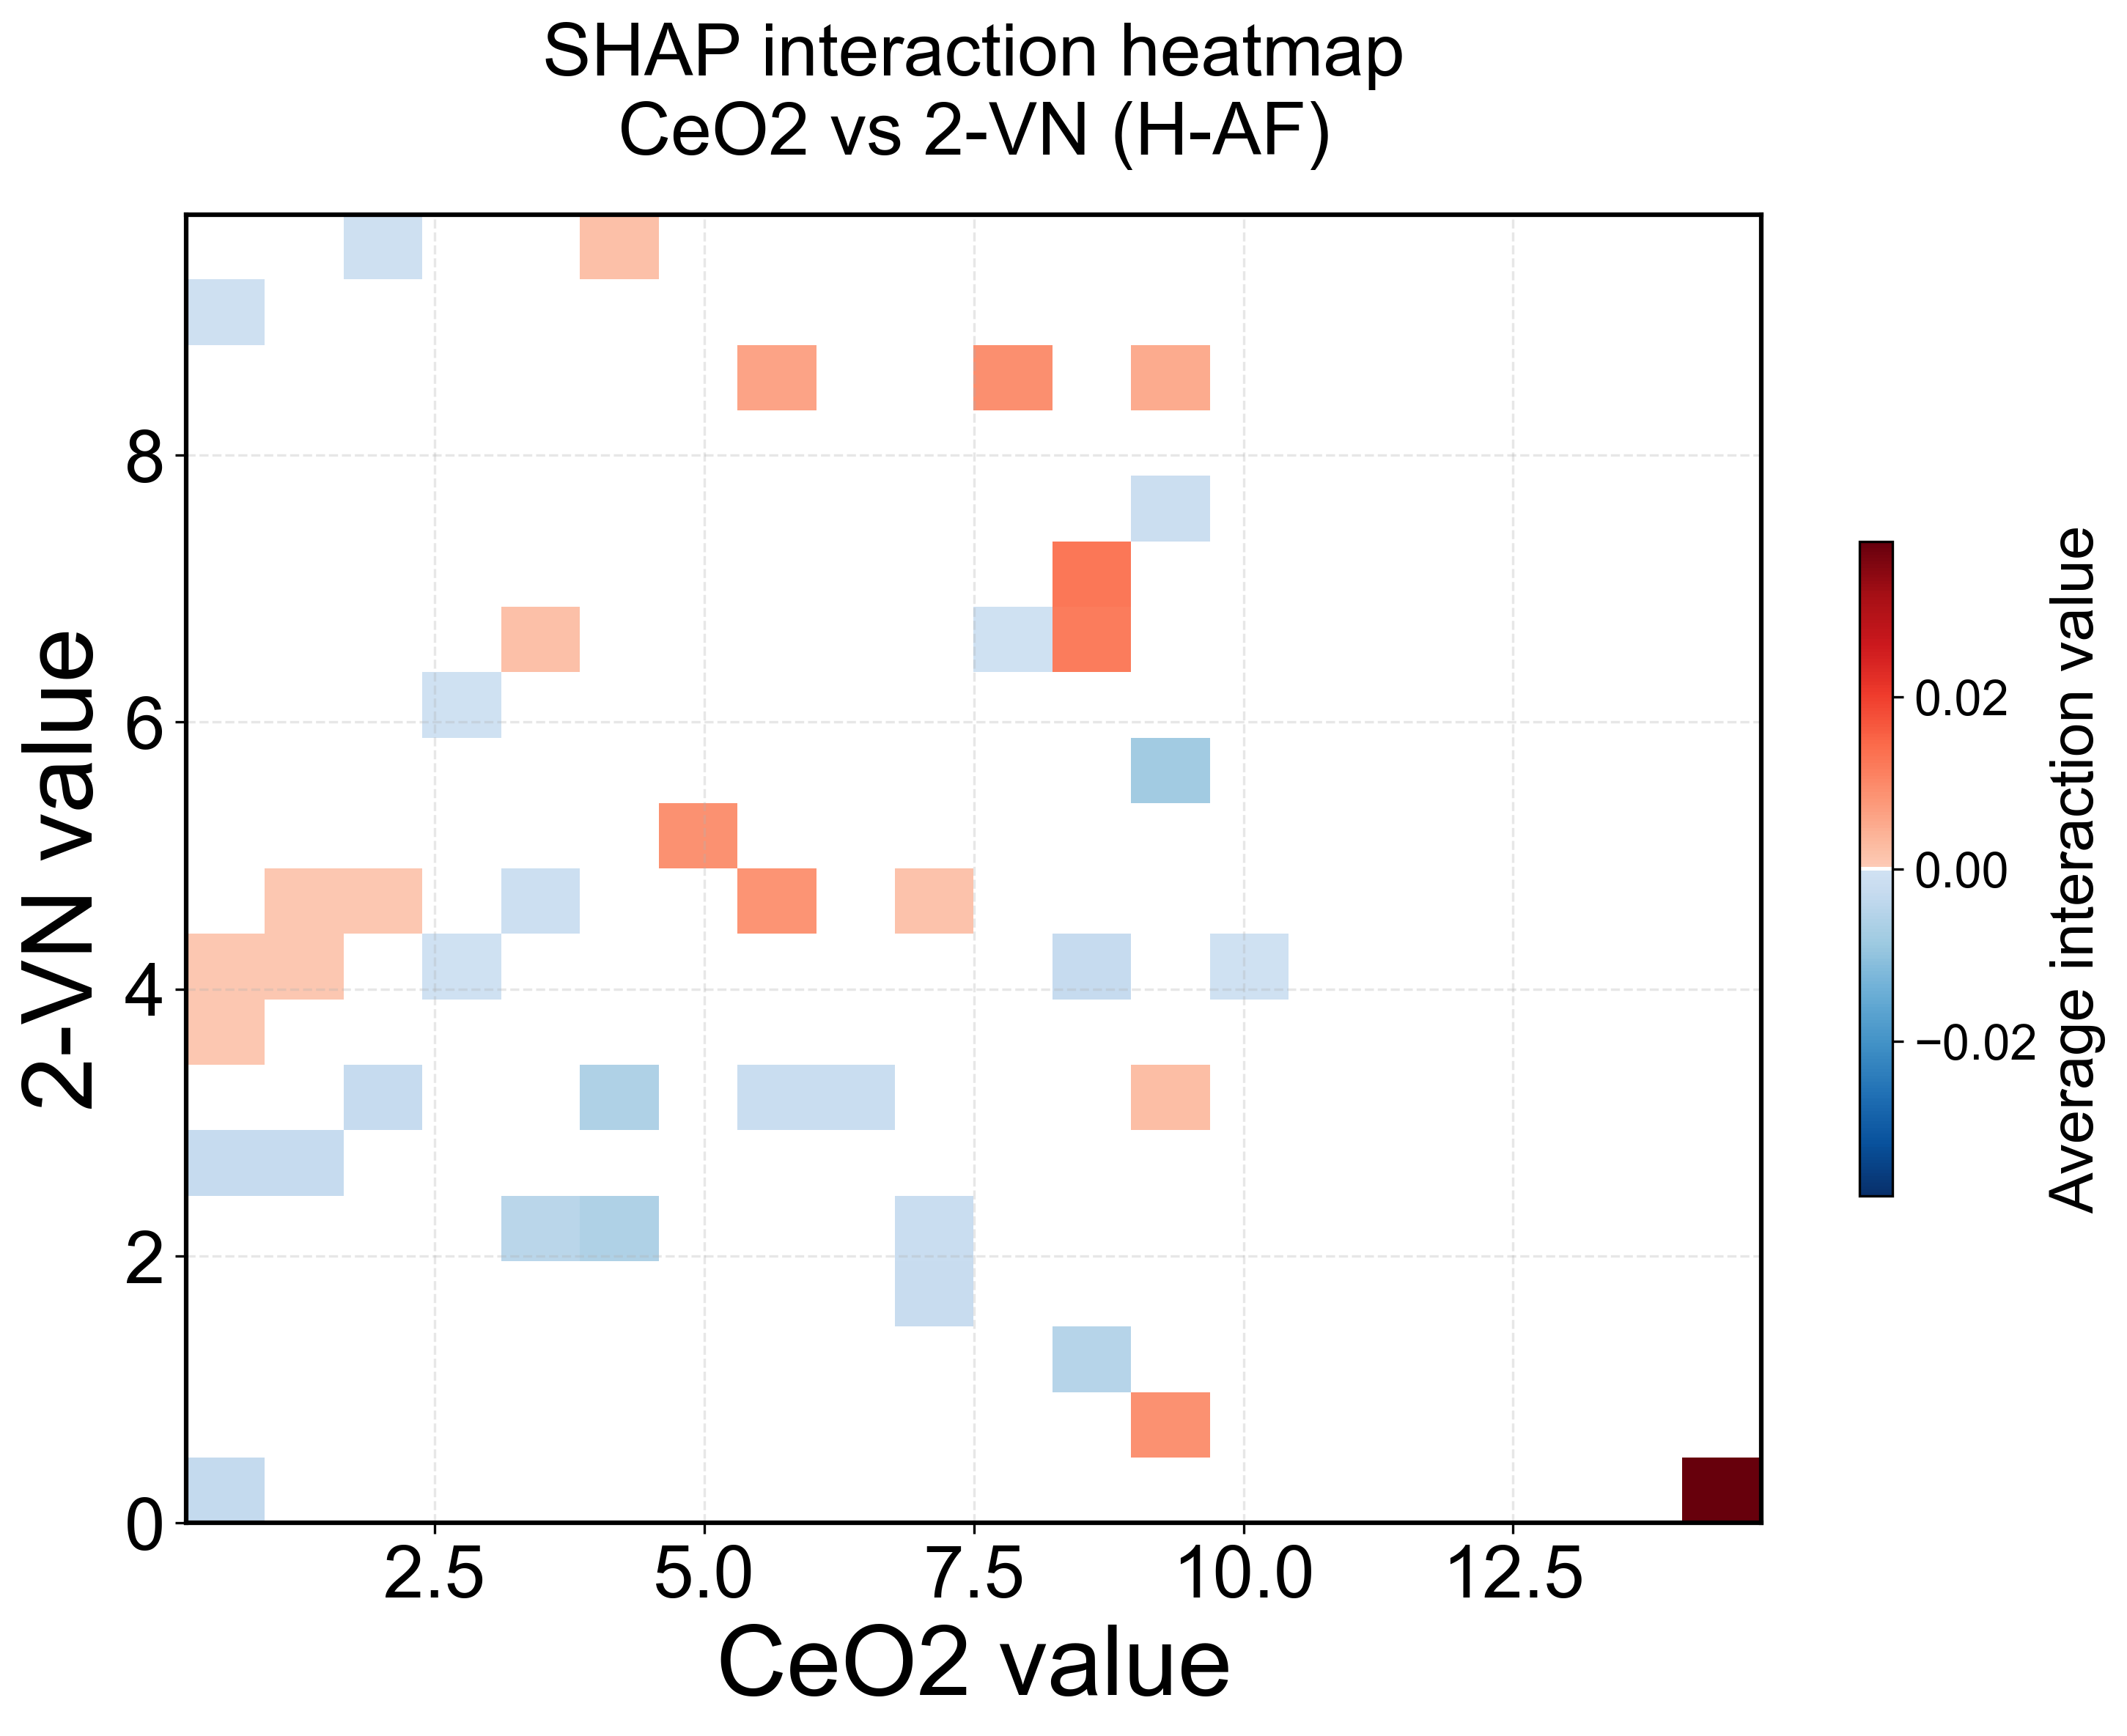 SHAP interaction heatmap
CeO2 vs 2-VN (H-AF)
2-VN value
8
6
4
2
0
2.5
5.0
7.5
10.0
12.5
CeO2 value
0.02
0.00
−0.02
Average interaction value